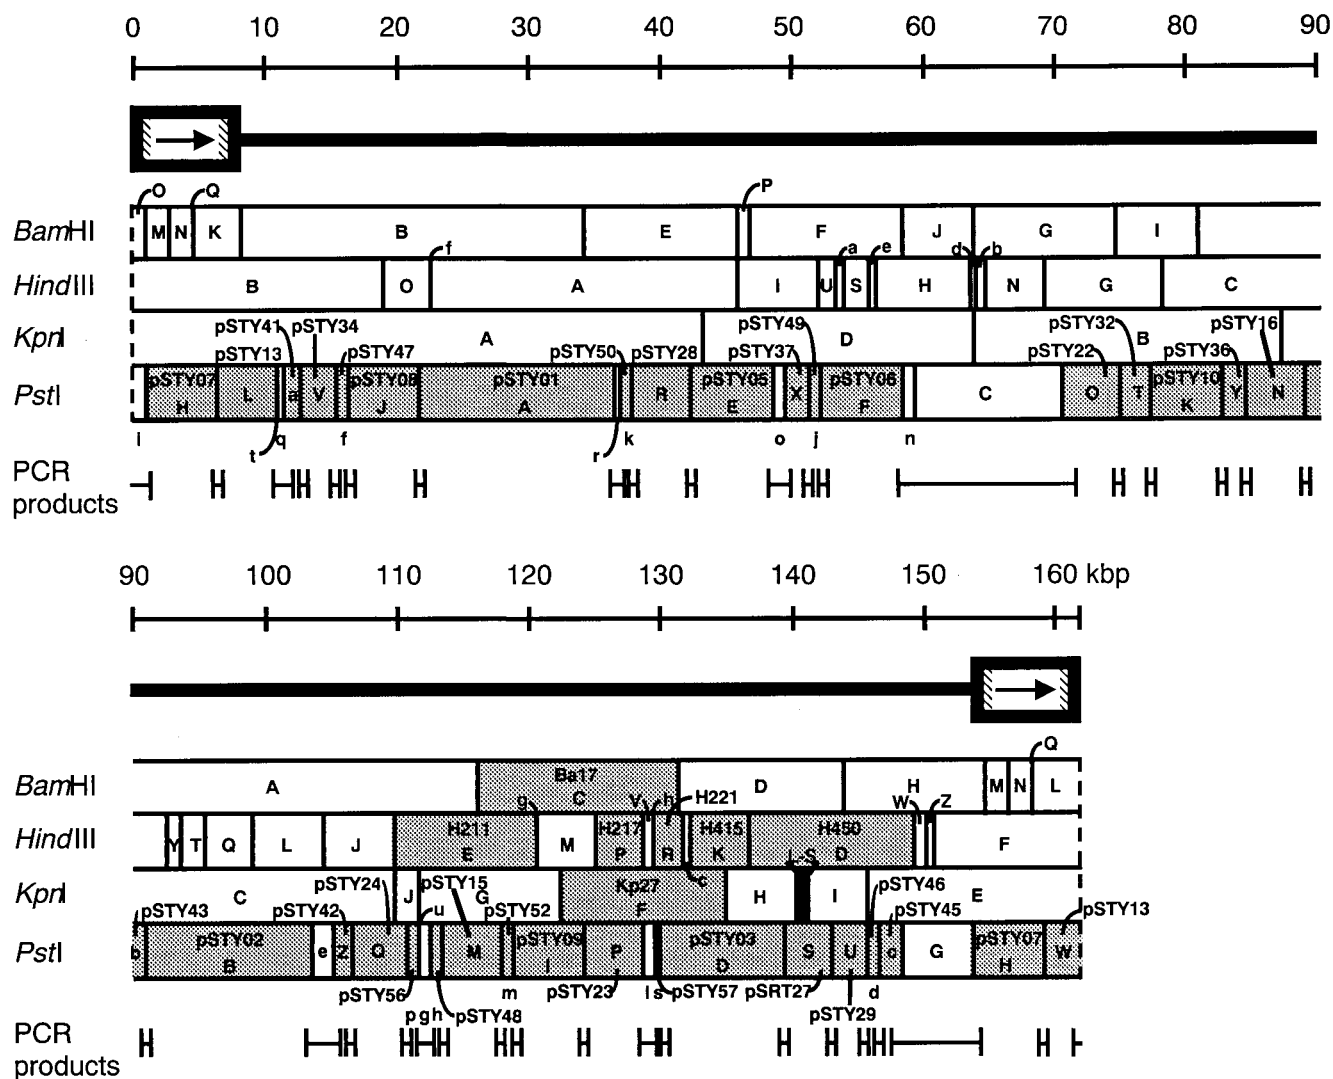 0 10 20 30 40 50 60 70 80 90
O Q P
BamHI M N K B E F J G I
f a e d b
HindIII B O A I U S H N G C
pSTY41 pSTY34 pSTY49 pSTY32 pSTY16
KpnI A D B
pSTY13 pSTY47 pSTY50 pSTY28 pSTY37 pSTY22 pSTY36
pSTY07 pSTY08 pSTY01 pSTY05 pSTY06 pSTY10
PstI H L a V J A R E X F C O T K Y N
l q f k o j n
t r
PCR
products
90 100 110 120 130 140 150 160 kbp
Q
BamHI A Ba17 C D H M N L
g V h H221 W Z
HindIII Y T Q L J H211 E M H217 P R H415 K H450 D F
L-S
c
KpnI C J G Kp27 F H I E
pSTY24 pSTY15 pSTY46
pSTY43 pSTY42 u pSTY52 pSTY45 pSTY13
pSTY02 pSTY09 pSTY03 pSTY07
PstI b B e Z Q M I P D S U c G H W
pSTY56 m pSTY23 l s pSTY57 pSRT27 d
p g h pSTY48 pSTY29
PCR
products